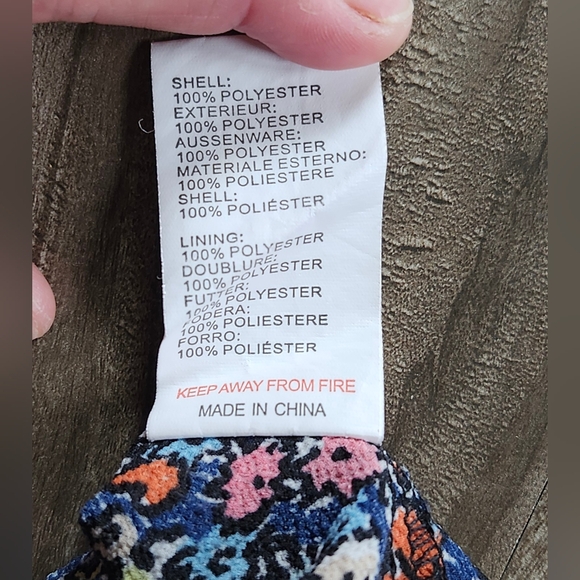 SHELL:
100% POLYESTER
EXTERIEUR:
100% POLYESTER
AUSSENWARE:
100% POLYESTER
MATERIALE ESTERNO:
100% POLIESTERE
SHELL:
100% POLIÉSTER
LINING:
100% POLYESTER
DOUBLURE:
100% POLYESTER
FUTTER:
100% POLYESTER
FODERA:
100% POLIESTERE
FORRO:
100% POLIÉSTER
KEEP AWAY FROM FIRE
MADE IN CHINA